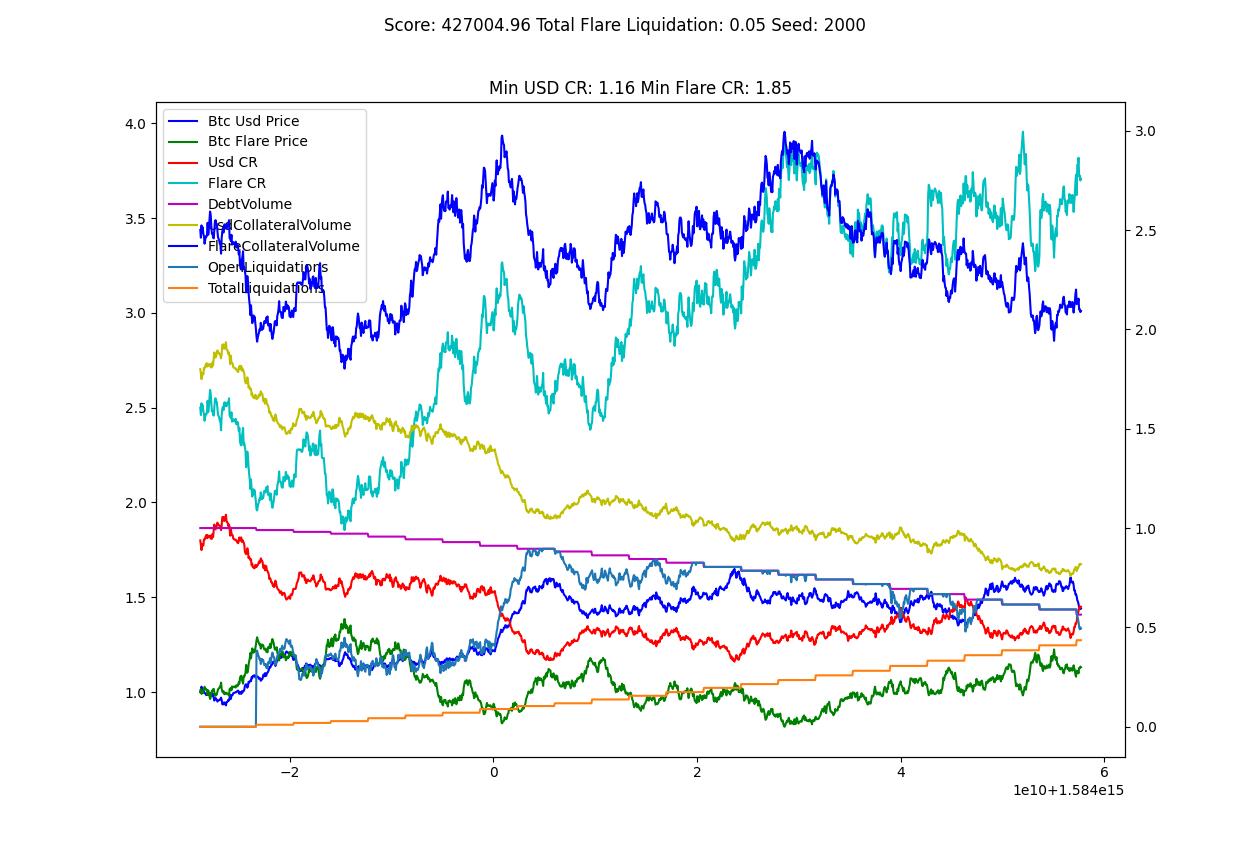 Score: 427004.96 Total Flare Liquidation: 0.05 Seed: 2000
Min USD CR: 1.16 Min Flare CR: 1.85
4.0
3.5
3.0
2.5
2.0
1.5
1.0
Btc Usd Price
Btc Flare Price
Usd CR
Flare CR
DebtVolume
UsdCollateralVolume
FlareCollateralVolume
OpenLiquidations
TotalLiquidations
3.0
2.5
2.0
1.5
1.0
0.5
0.0
−2
0
2
4
6
1e10+1.584e15